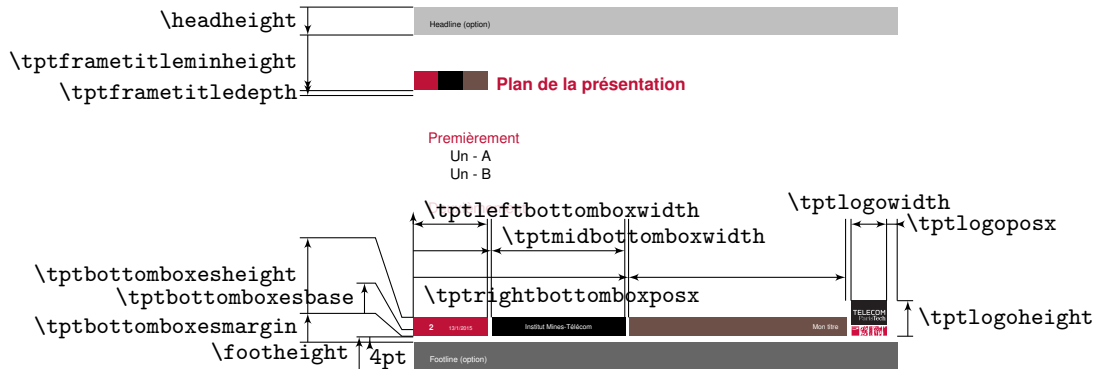 \headheight
Headline (option)
\tptframetitleminheight
\tptframetitledepth
Plan de la présentation
Premièrement
Un - A
Un - B
\tptleftbottomboxwidth
\tptlogowidth
\tptlogoposx
\tptmidbottomboxwidth
\tptbottomboxesheight
\tptbottomboxesbase
\tptrightbottomboxposx
\tptbottomboxesmargin
2 13/1/2015 Institut Mines-Télécom Mon titre
TELECOM
ParisTech
\tptlogoheight
\footheight
4pt
Footline (option)